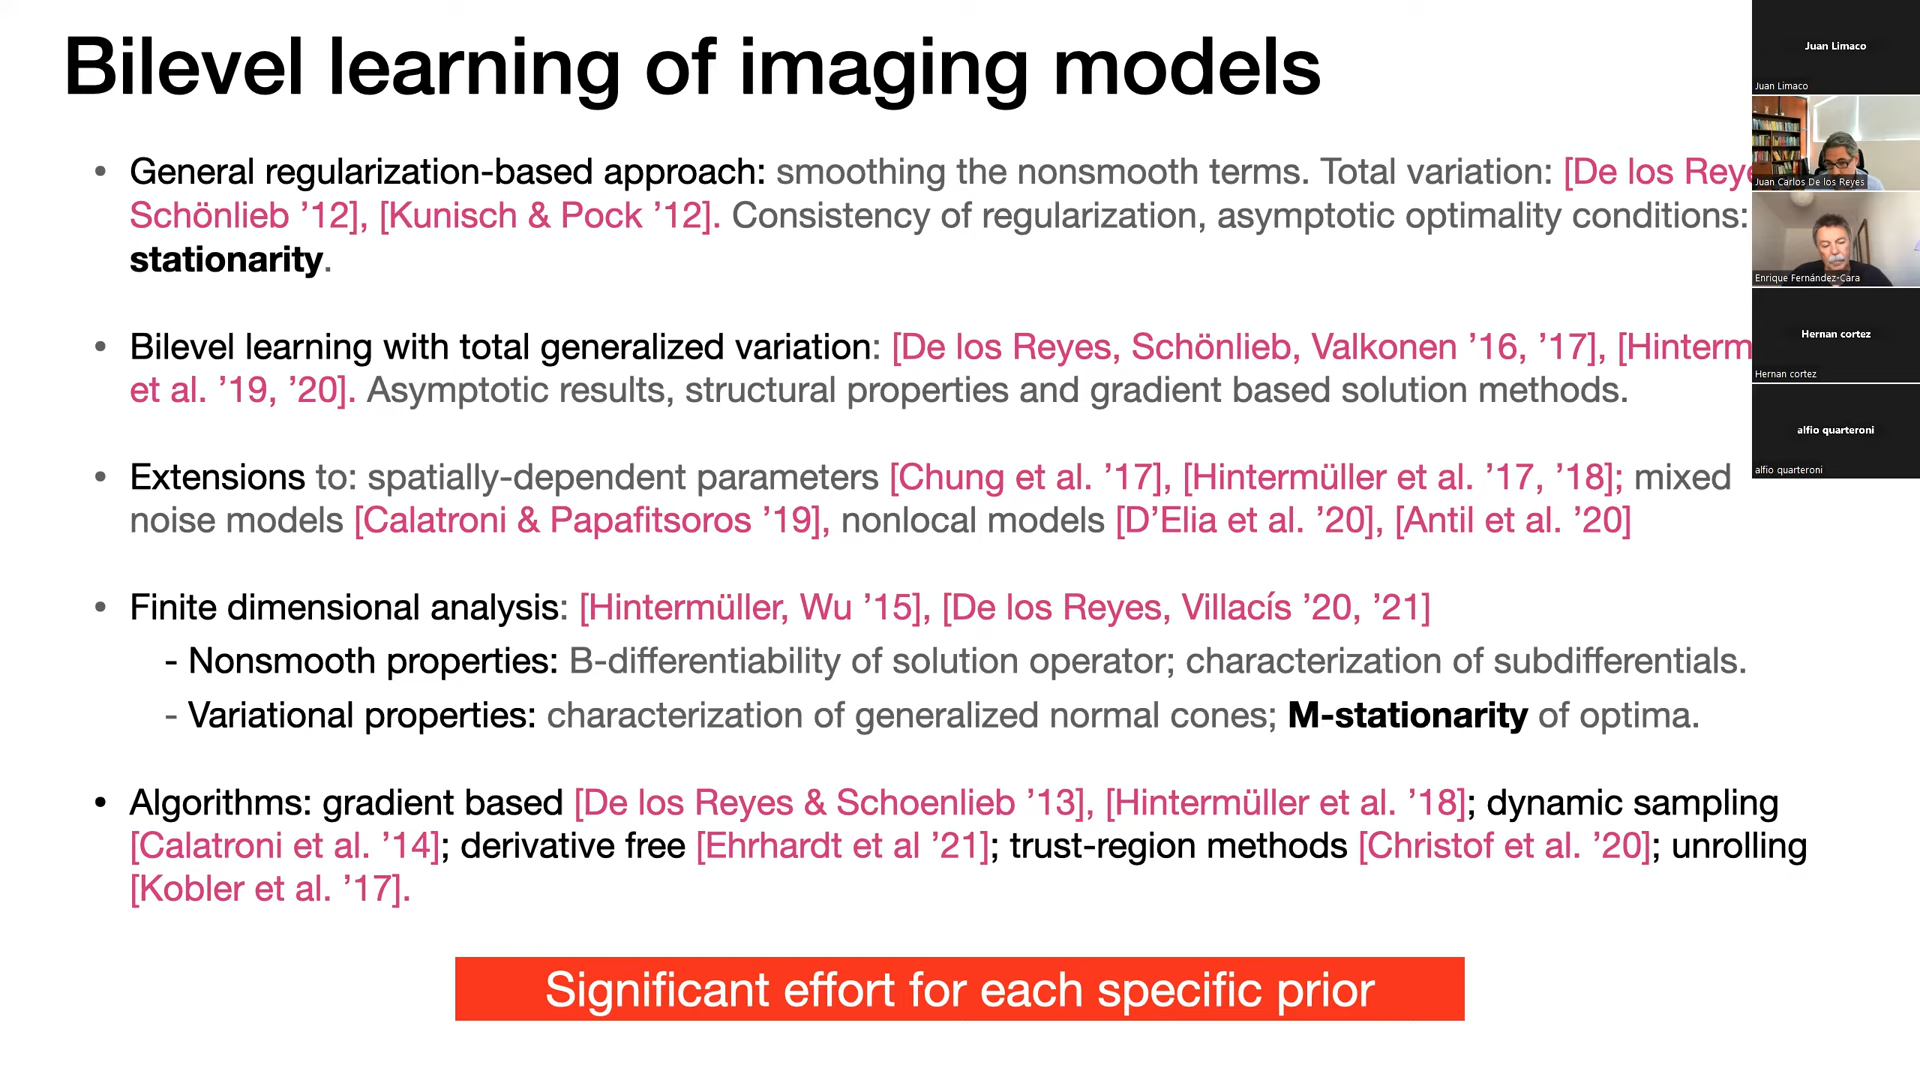 Bilevel learning of imaging models
• General regularization-based approach: smoothing the nonsmooth terms. Total variation: [De los
Schönlieb ’12], [Kunisch & Pock ’12]. Consistency of regularization, asymptotic optimality conditions:
stationarity.
• Bilevel learning with total generalized variation: [De los Reyes, Schönlieb, Valkonen ’16, ’17],
et al. ’19, ’20]. Asymptotic results, structural properties and gradient based solution methods.
• Extensions to: spatially-dependent parameters [Chung et al. ’17], [Hintermüller et al. ’17, ’18]; mixed
noise models [Calatroni & Papafitsoros ’19], nonlocal models [D’Elia et al. ’20], [Antil et al. ’20]
• Finite dimensional analysis: [Hintermüller, Wu ’15], [De los Reyes, Villacís ’20, ’21]
- Nonsmooth properties: B-differentiability of solution operator; characterization of subdifferentials.
- Variational properties: characterization of generalized normal cones; M-stationarity of optima.
• Algorithms: gradient based [De los Reyes & Schoenlieb ’13], [Hintermüller et al. ’18]; dynamic sampling
[Calatroni et al. ’14]; derivative free [Ehrhardt et al ’21]; trust-region methods [Christof et al. ’20]; unrolling
[Kobler et al. ’17].
Significant effort for each specific prior
Juan Limaco
Juan Limaco
Juan Carlos De los Reyes
Enrique Fernández-Cara
Hernan cortez
Hernan cortez
alfio quarteroni
alfio quarteroni